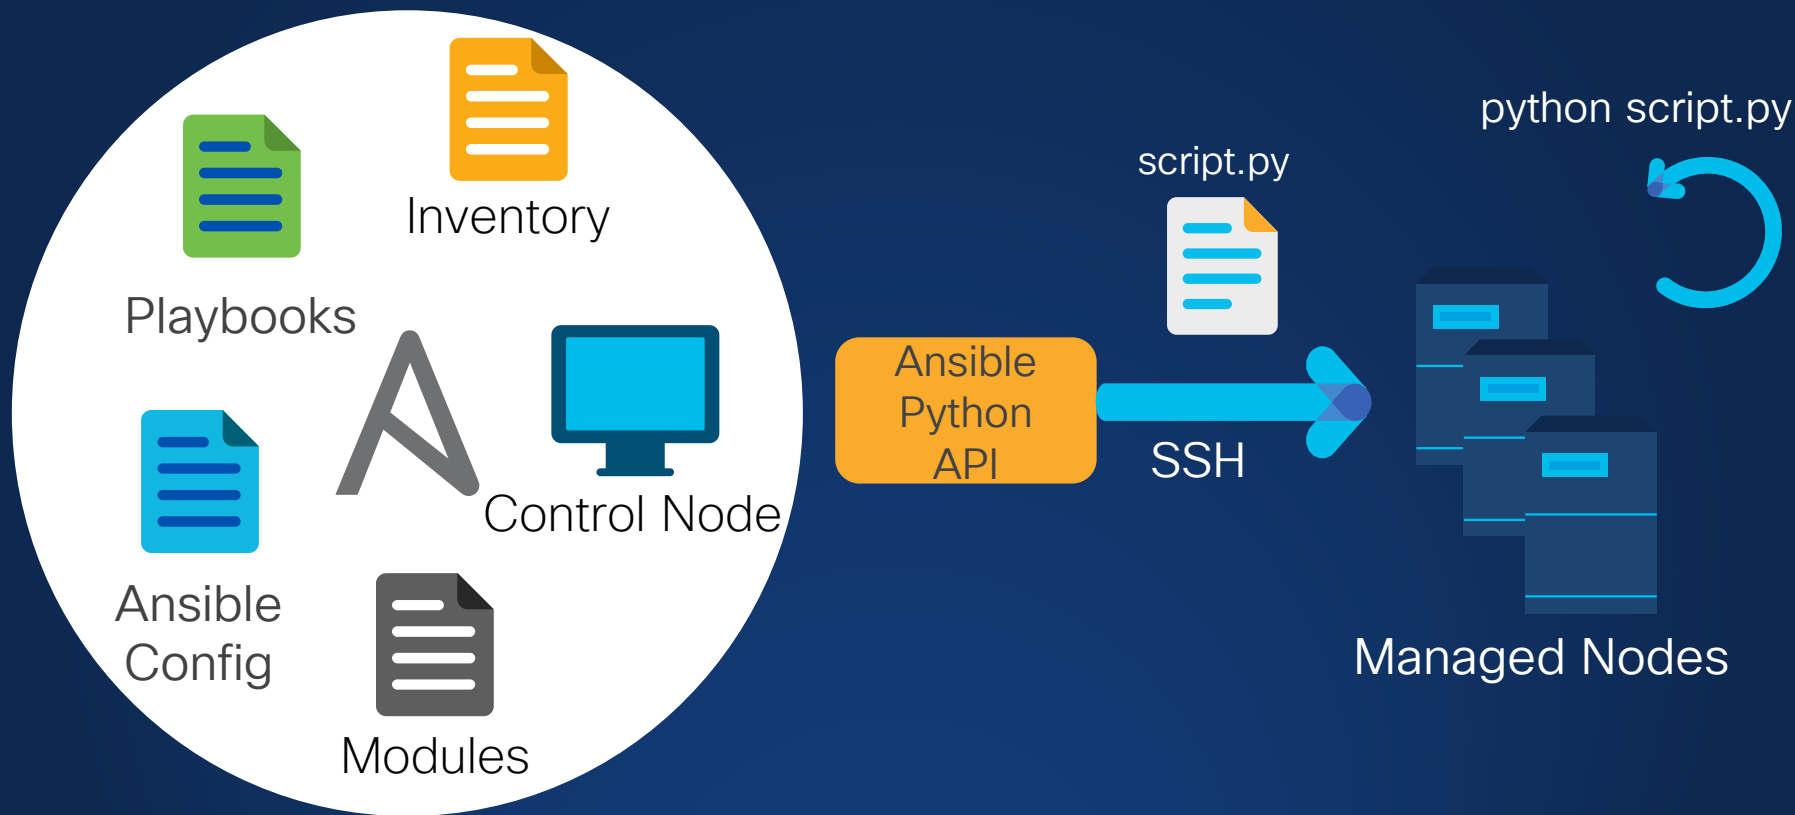 Inventory
Playbooks
Control Node
Ansible
Config
Modules
Ansible
Python
API
script.py
SSH
python script.py
Managed Nodes